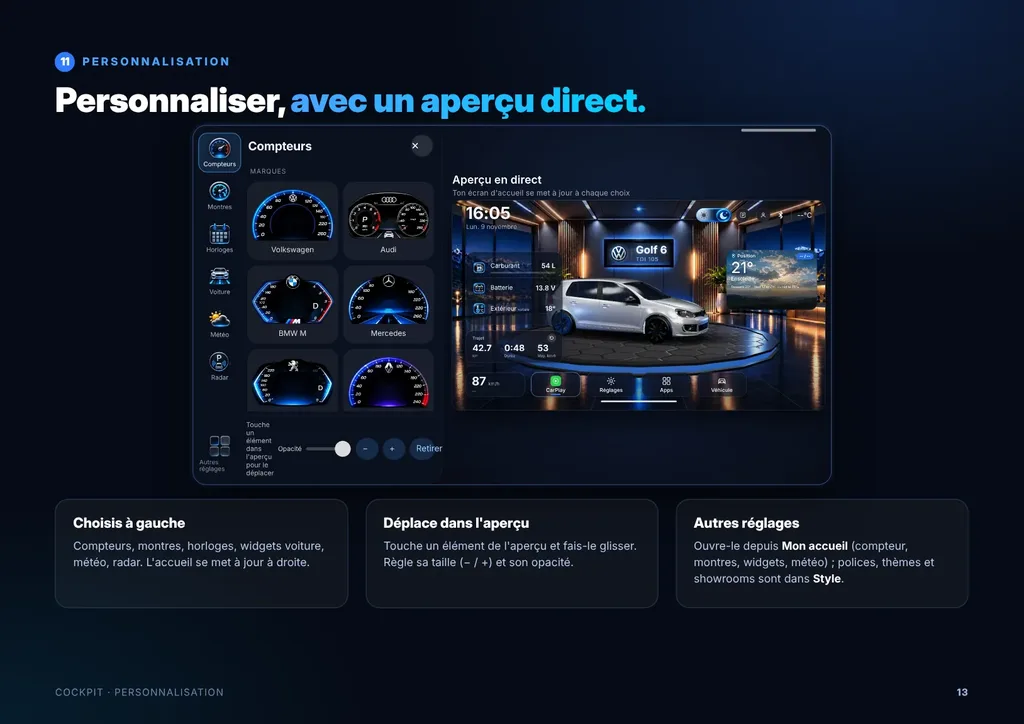 11 PERSONNALISATION
Personnaliser, avec un aperçu direct.
Compteurs
Montres
Horloges
Voiture
Météo
Radar
Autres
réglages
Compteurs
×
MARQUES
Volkswagen
Audi
BMW M
Mercedes
Touche
un
élément
dans
l'aperçu
pour le
déplacer
Opacité
−
+
Retirer
Aperçu en direct
Ton écran d'accueil se met à jour à chaque choix
16:05
Lun. 9 novembre
Golf 6
TDI 105
Carburant 54 L
Batterie 13.8 V
Extérieur 18°
Position
21°
Ensoleillé
--°C
Trajet
42.7 0:48 53
87 km/h
CarPlay
Réglages
Apps
Véhicule
Choisis à gauche
Compteurs, montres, horloges, widgets voiture,
météo, radar. L'accueil se met à jour à droite.
Déplace dans l'aperçu
Touche un élément de l'aperçu et fais-le glisser.
Règle sa taille (− / +) et son opacité.
Autres réglages
Ouvre-le depuis Mon accueil (compteur,
montres, widgets, météo) ; polices, thèmes et
showrooms sont dans Style.
COCKPIT · PERSONNALISATION
13